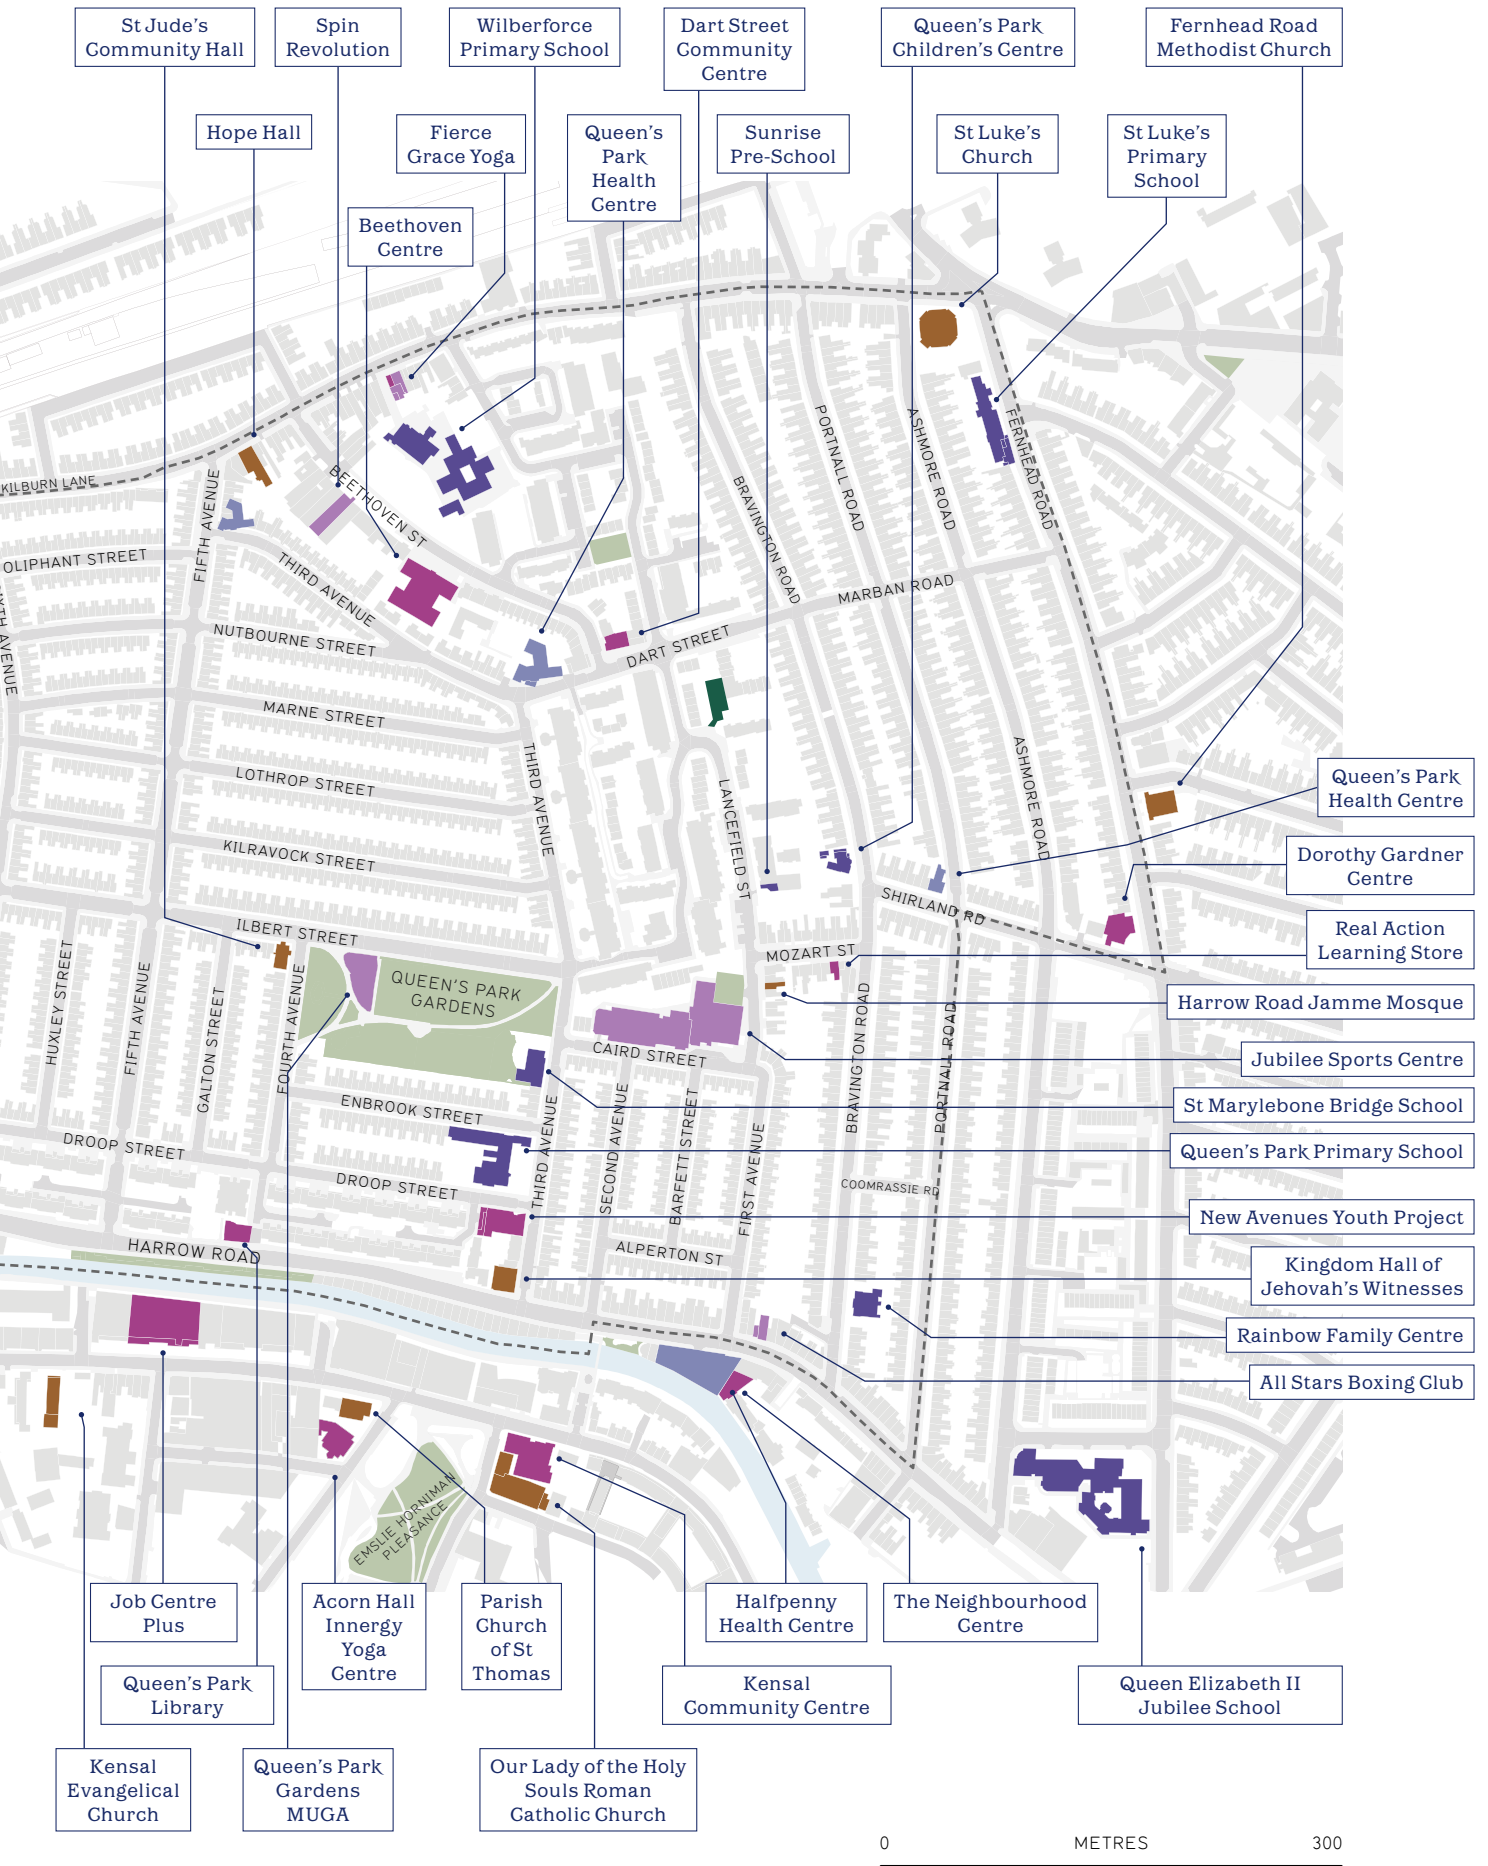 St Jude's
Community Hall
Spin
Revolution
Wilberforce
Primary School
Dart Street
Community
Centre
Queen's Park
Children's Centre
Fernhead Road
Methodist Church
Hope Hall
Fierce
Grace Yoga
Queen's
Park
Health
Centre
Sunrise
Pre-School
St Luke's
Church
St Luke's
Primary
School
Beethoven
Centre
KILBURN LANE
FIFTH AVENUE
BEETHOVEN ST
OLIPHANT STREET
THIRD AVENUE
NUTBOURNE STREET
MARNE STREET
LOTHROP STREET
KILRAVOCK STREET
ILBERT STREET
THIRD AVENUE
DART STREET
LANCEFIELD ST
BRAVINGTON ROAD
PORTNALL ROAD
ASHMORE ROAD
FERNHEAD ROAD
MARBAN ROAD
ASHMORE ROAD
SHIRLAND RD
MOZART ST
Queen's Park
Health Centre
Dorothy Gardner
Centre
Real Action
Learning Store
Harrow Road Jamme Mosque
Jubilee Sports Centre
St Marylebone Bridge School
Queen's Park Primary School
New Avenues Youth Project
Kingdom Hall of
Jehovah's Witnesses
Rainbow Family Centre
All Stars Boxing Club
QUEEN'S PARK
GARDENS
HUXLEY STREET
FIFTH AVENUE
GALTON STREET
FOURTH AVENUE
CAIRD STREET
ENBROOK STREET
DROOP STREET
DROOP STREET
THIRD AVENUE
SECOND AVENUE
BARFETT STREET
FIRST AVENUE
BRAVINGTON ROAD
PORTNALL ROAD
COOMRASSIE RD
ALPERTON ST
HARROW ROAD
EMSLIE HORNIMAN
PLEASANCE
Job Centre
Plus
Acorn Hall
Innergy
Yoga
Centre
Parish
Church
of St
Thomas
Halfpenny
Health Centre
The Neighbourhood
Centre
Queen's Park
Library
Kensal
Community Centre
Queen Elizabeth II
Jubilee School
Kensal
Evangelical
Church
Queen's Park
Gardens
MUGA
Our Lady of the Holy
Souls Roman
Catholic Church
0 METRES 300